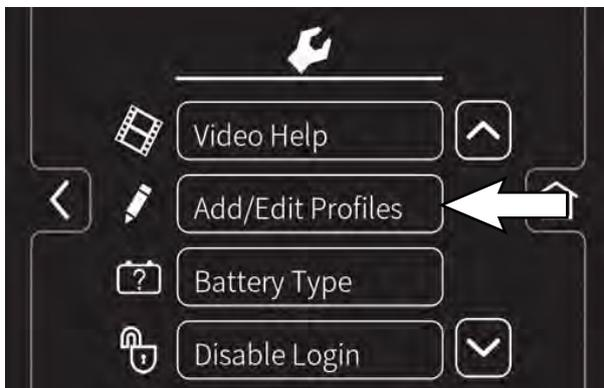 Video Help
Add/Edit Profiles
?
Battery Type
Disable Login